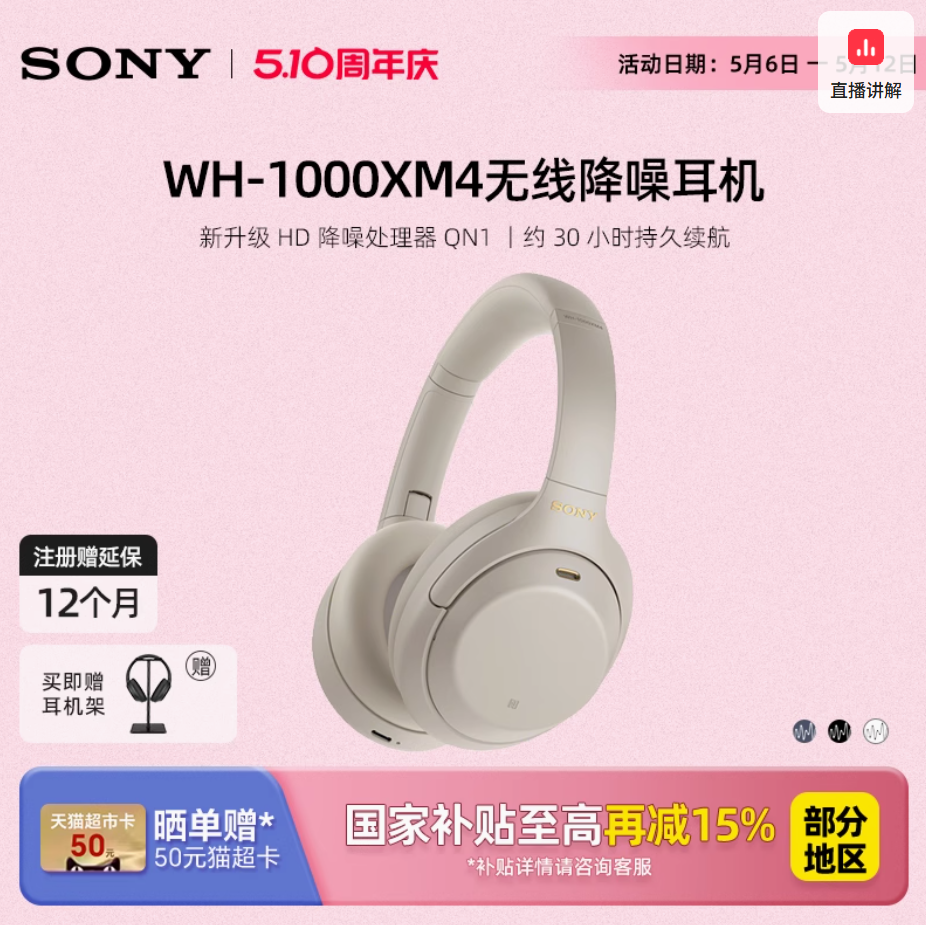 SONY
5.10周年庆
活动日期：5月6日 — 5月12日
直播讲解
WH-1000XM4无线降噪耳机
新升级 HD 降噪处理器 QN1 | 约 30 小时持久续航
SONY
注册赠延保
12个月
买即赠
耳机架
赠
天猫超市卡
50元
晒单赠*
50元猫超卡
国家补贴至高再减15%
*补贴详情请咨询客服
部分
地区